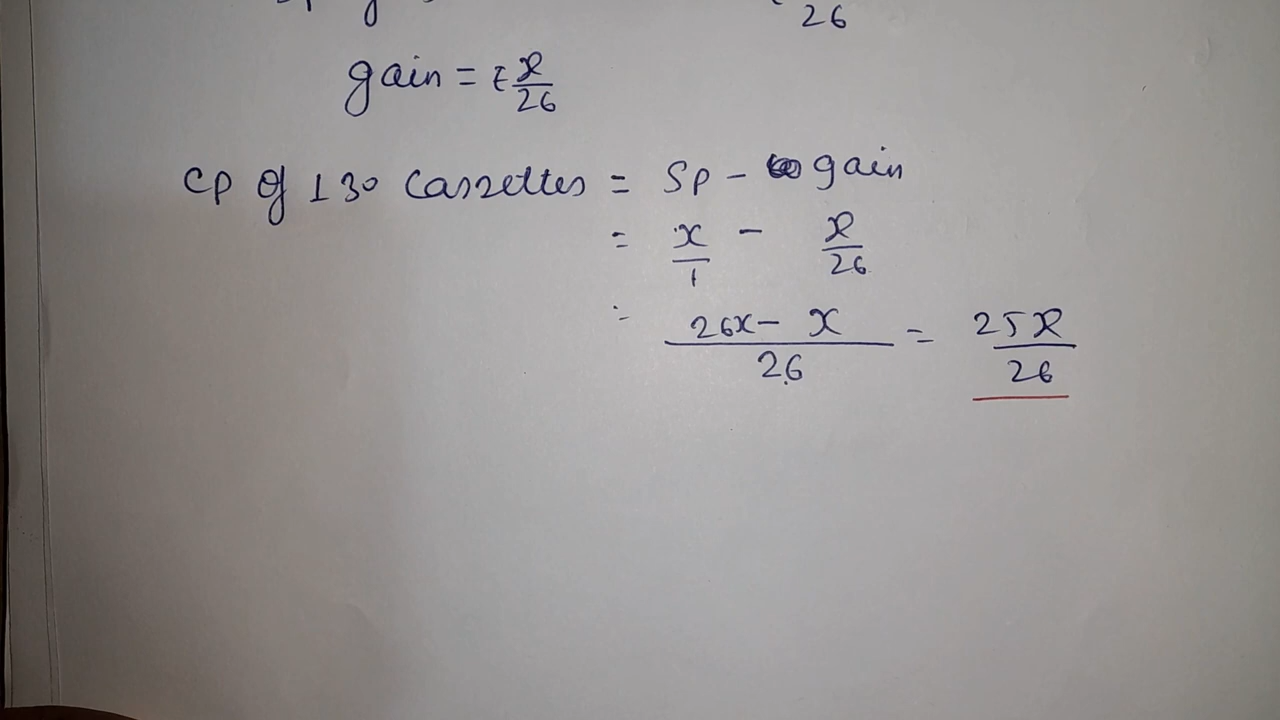 26
gain = ₹ x/26
CP of 130 Cassettes = SP - gain
= x/1 - x/26
= 26x - x/26 = 25x/26